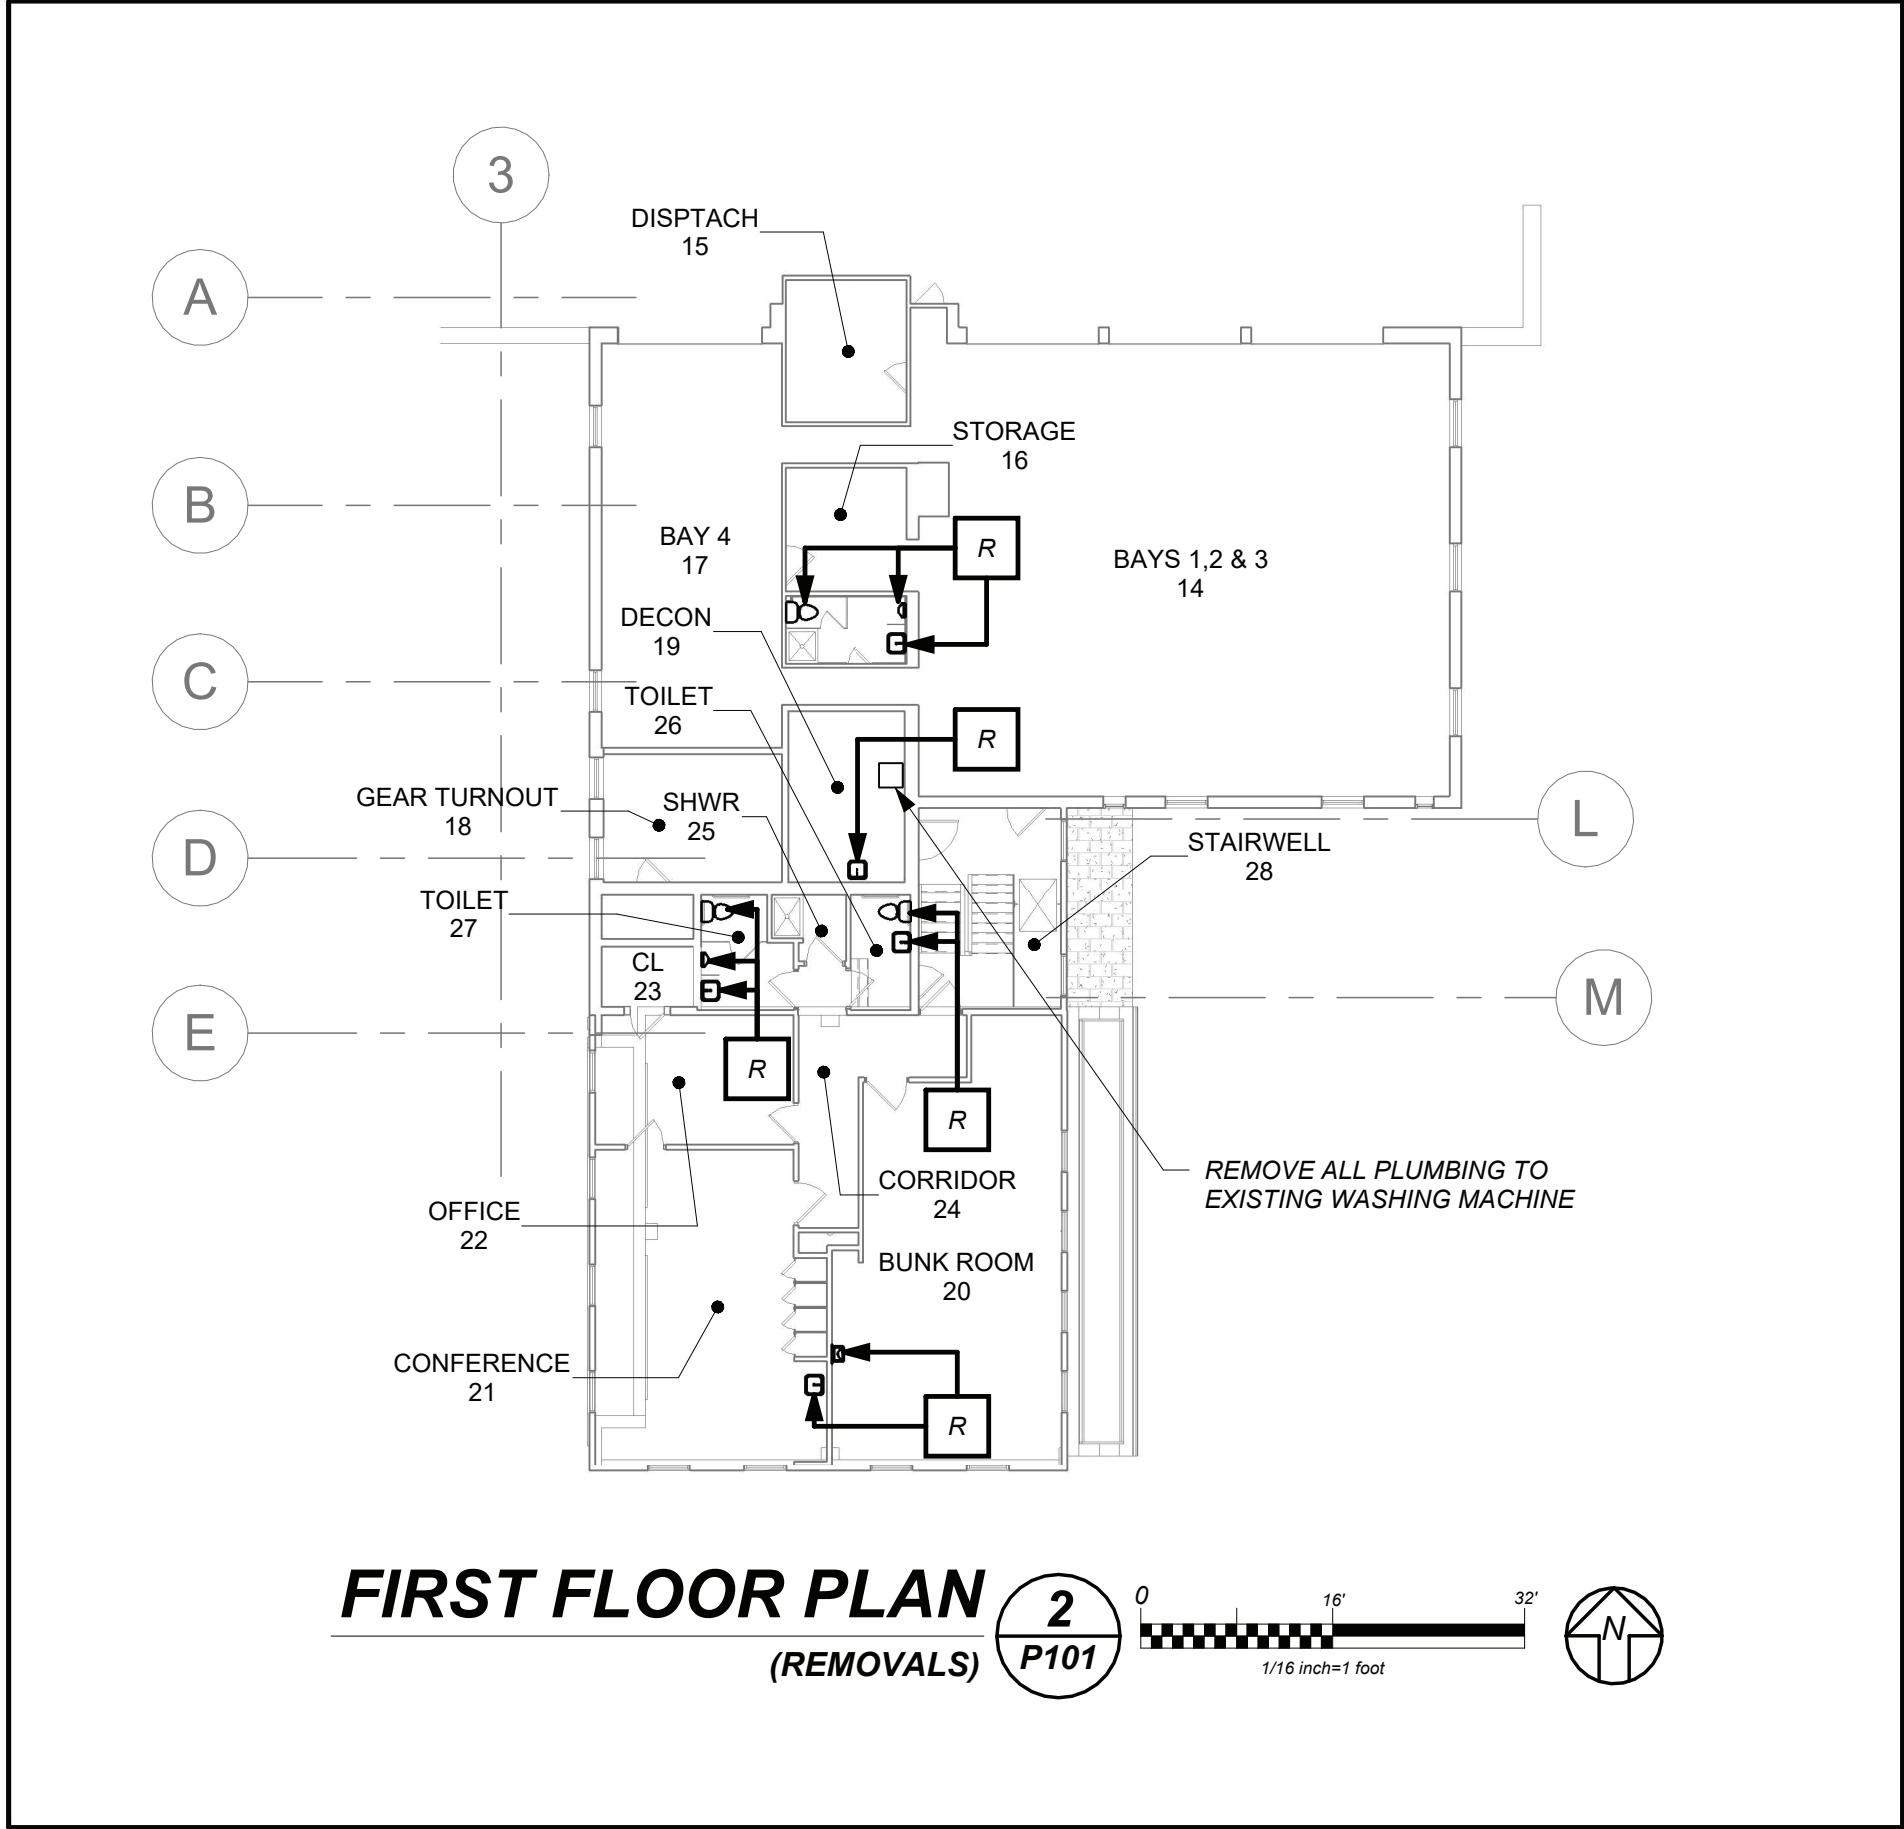 3
DISPTACH
15
A
STORAGE
16
B
BAY 4
17
R
BAYS 1,2 & 3
14
DECON
19
C
TOILET
26
R
GEAR TURNOUT
18
SHWR
25
L
D
STAIRWELL
28
TOILET
27
CL
23
M
E
R
R
REMOVE ALL PLUMBING TO
EXISTING WASHING MACHINE
CORRIDOR
24
OFFICE
22
BUNK ROOM
20
CONFERENCE
21
R
FIRST FLOOR PLAN
(REMOVALS)
2
P101
0 16' 32'
1/16 inch=1 foot
N